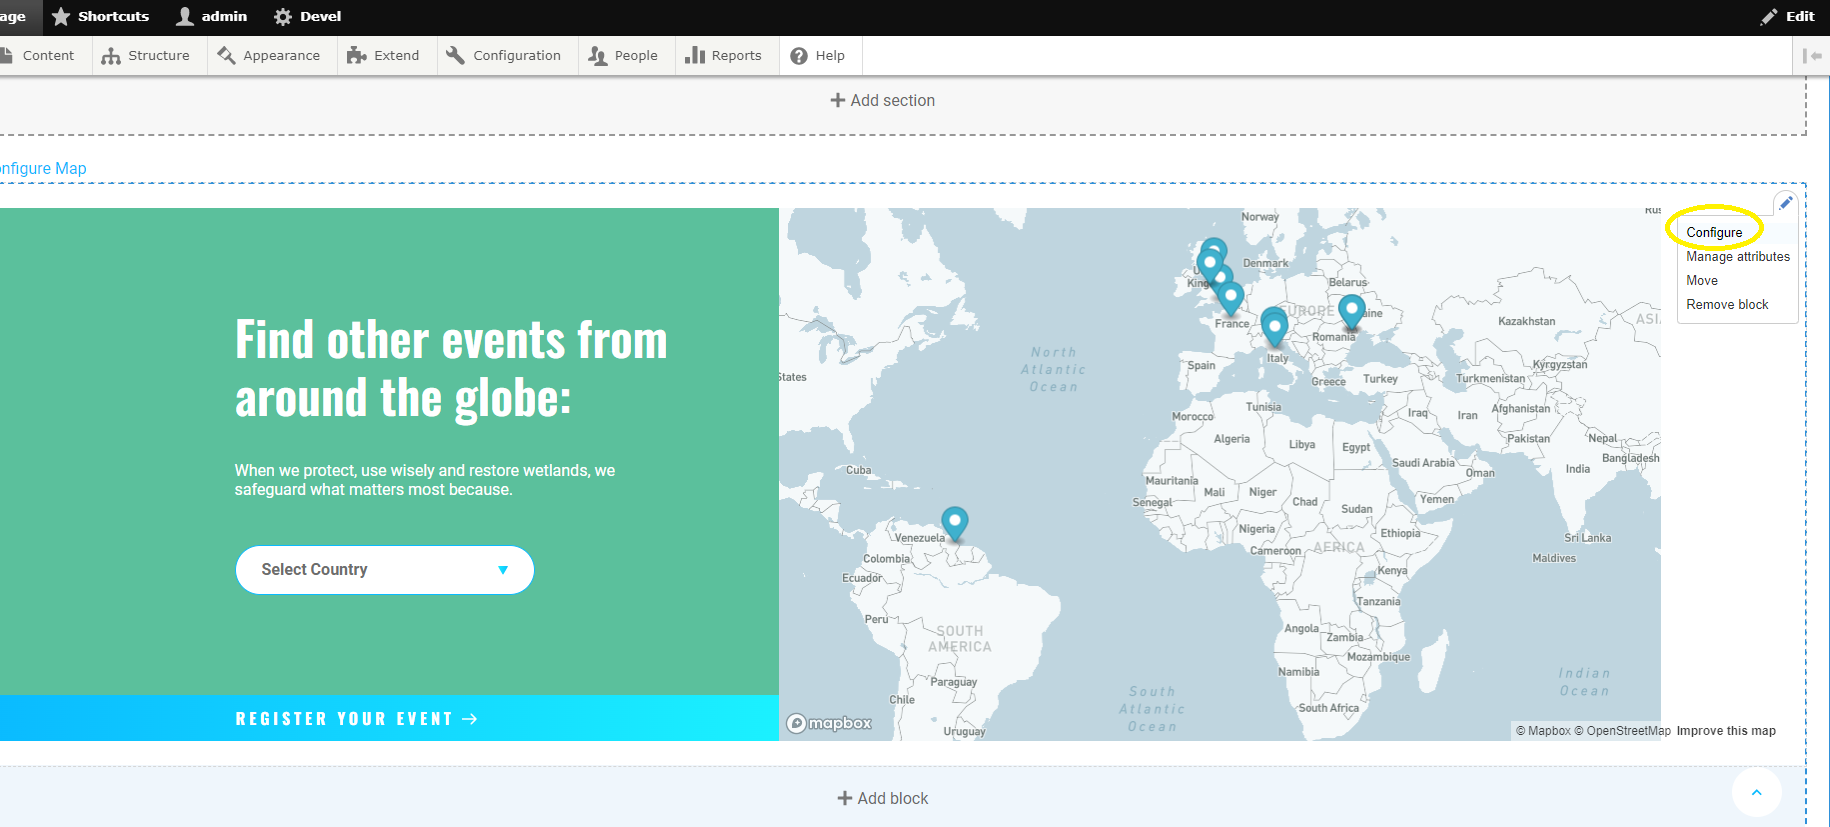 age
Shortcuts
admin
Devel
Edit
Content
Structure
Appearance
Extend
Configuration
People
Reports
Help
Add section
onfigure Map
Configure
Manage attributes
Move
Remove block
Find other events from
around the globe:
When we protect, use wisely and restore wetlands, we
safeguard what matters most because.
Select Country
REGISTER YOUR EVENT →
Norway
Rus
Denmark
U
Kingd
Belarus
EUROPE
aine
France
Romania
Kazakhstan
ASIA
North
Atlantic
Ocean
Italy
Spain
Kyrgyzstan
States
Greece
Turkey
Turkmenistan
Tunisia
Morocco
Iraq
Iran
Afghanistan
Algeria
Libya
Egypt
Pakistan
Nepal
Cuba
Saudi Arabia
Bangladesh
India
Oman
Mauritania
Mali
Niger
Chad
Yemen
Senegal
Sudan
Nigeria
Ethiopia
Venezuela
Sri Lanka
Colombia
Cameroon
AFRICA
Maldives
Ecuador
Kenya
Peru
Tanzania
SOUTH
AMERICA
Angola
Zambia
Mozambique
Namibia
Indian
Ocean
Paraguay
South
Atlantic
Ocean
Chile
South Africa
Uruguay
mapbox
© Mapbox © OpenStreetMap Improve this map
Add block